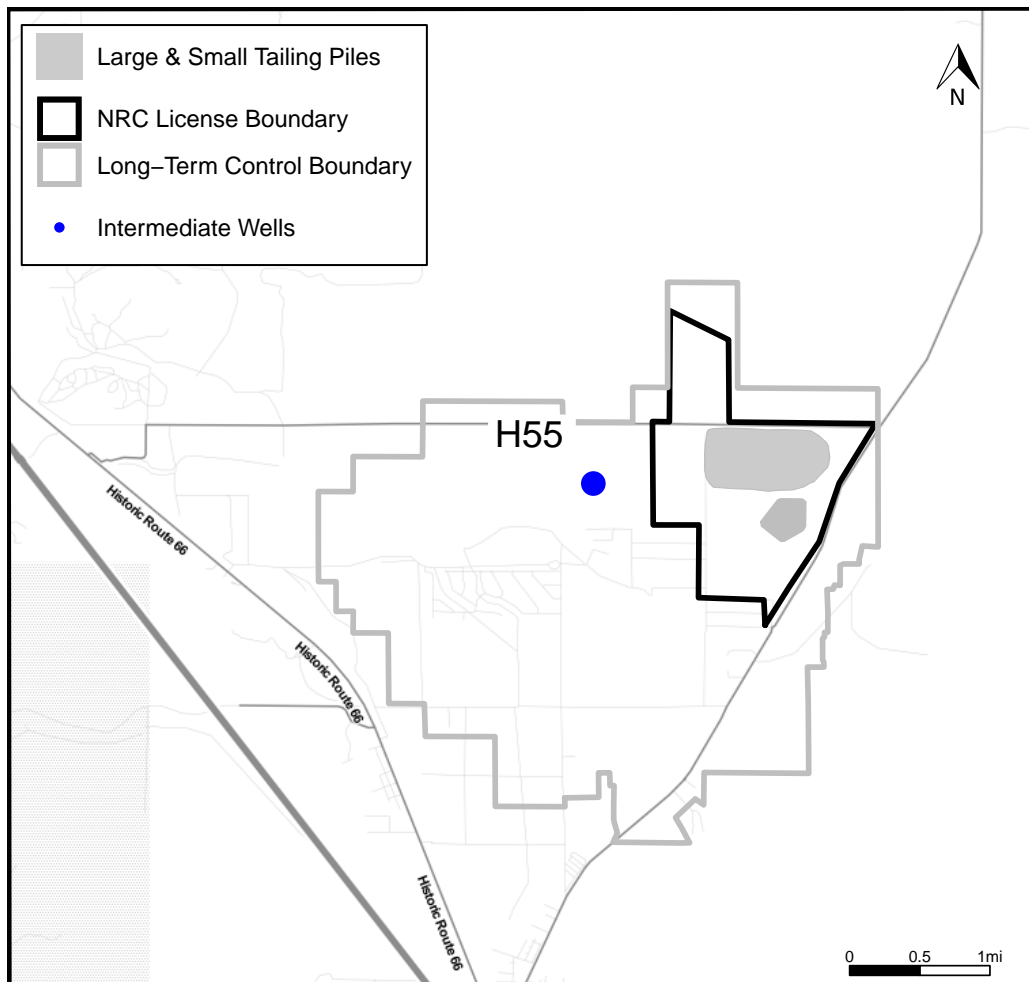 Large & Small Tailing Piles
NRC License Boundary
Long−Term Control Boundary
Intermediate Wells
N
H55
Historic Route 66
Historic Route 66
Historic Route 66
0 0.5 1mi